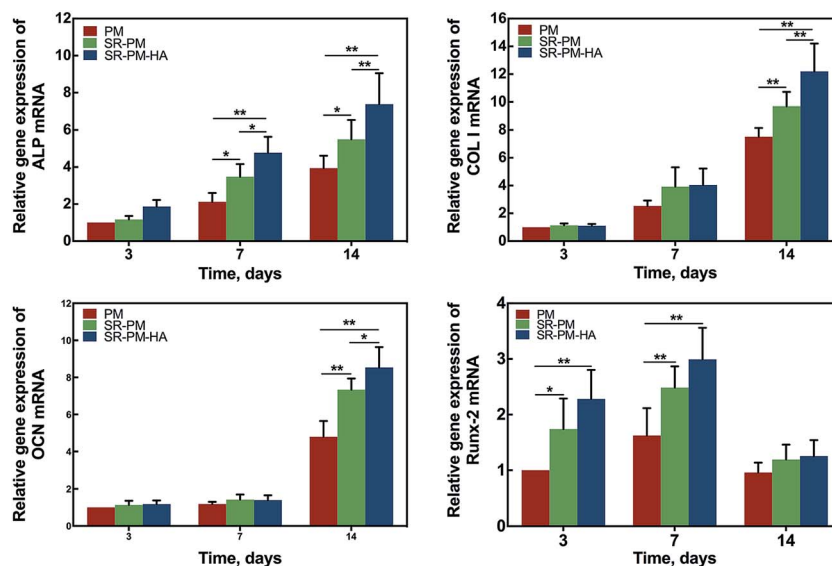 Relative gene expression of
ALP mRNA
12
10
8
6
4
2
0
PM
SR-PM
SR-PM-HA
*
**
*
*
**
**
3
7
14
Time, days
Relative gene expression of
COL I mRNA
16
14
12
10
8
6
4
2
0
PM
SR-PM
SR-PM-HA
**
**
**
3
7
14
Time, days
Relative gene expression of
OCN mRNA
12
10
8
6
4
2
0
PM
SR-PM
SR-PM-HA
**
**
*
3
7
14
Time, days
Relative gene expression of
Runx-2 mRNA
4
3
2
1
0
PM
SR-PM
SR-PM-HA
*
**
**
**
3
7
14
Time, days